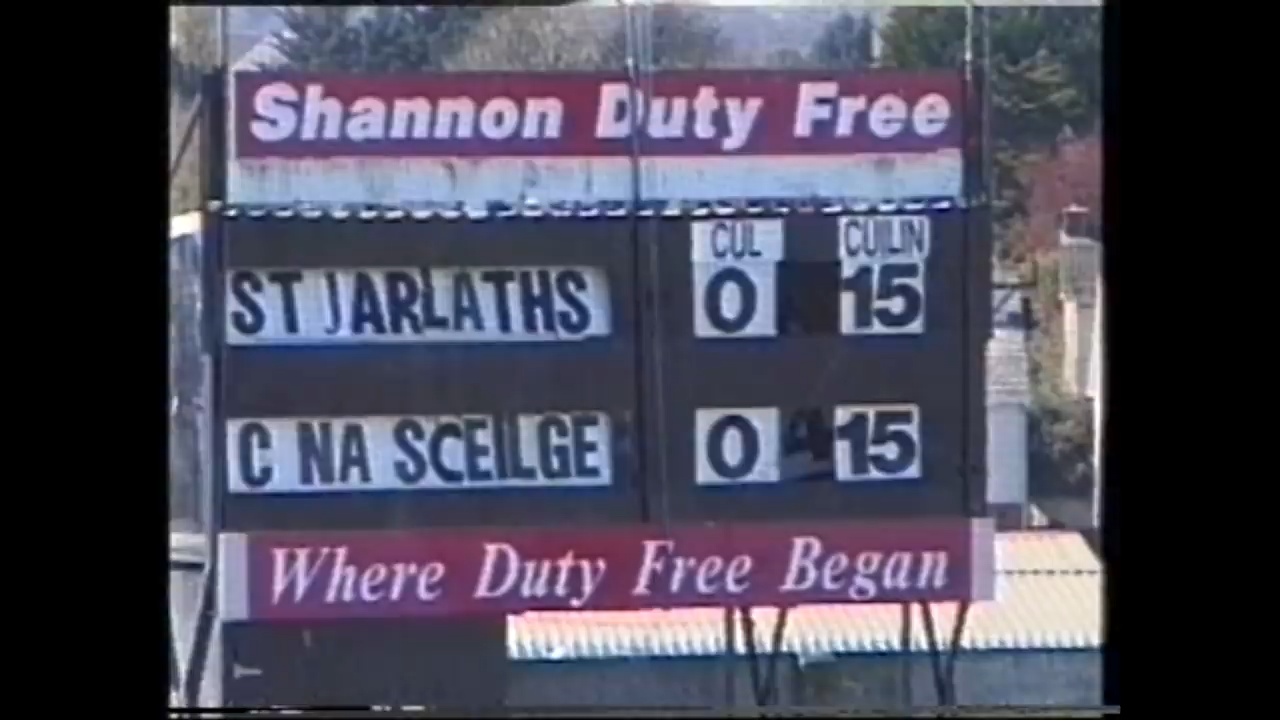 Shannon Duty Free
CUL CUILIN
ST JARLATHS 0 15
C NA SCEILGE 0 15
Where Duty Free Began